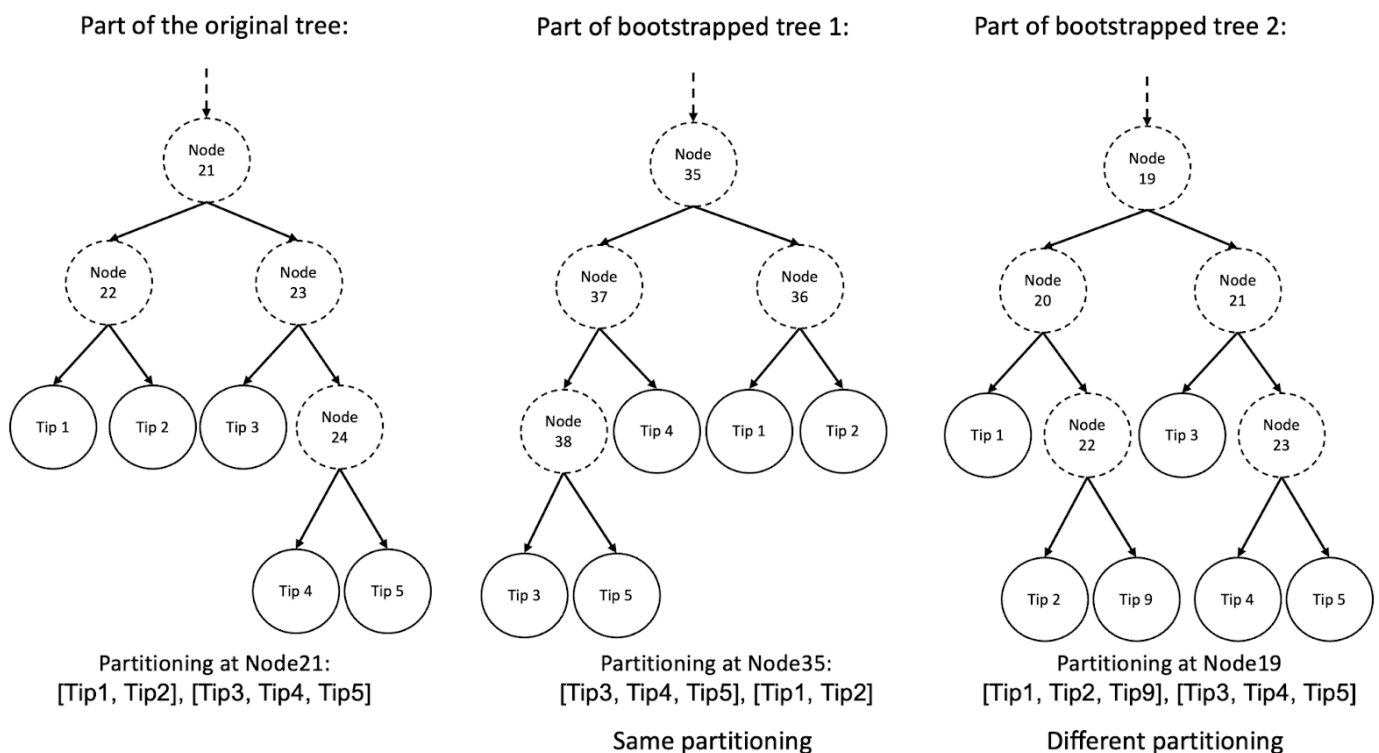 Part of the original tree:
Part of bootstrapped tree 1:
Part of bootstrapped tree 2:
Node
21
Node
22
Node
23
Tip 1
Tip 2
Tip 3
Node
24
Tip 4
Tip 5
Partitioning at Node21:
[Tip1, Tip2], [Tip3, Tip4, Tip5]
Node
35
Node
37
Node
36
Node
38
Tip 4
Tip 1
Tip 2
Tip 3
Tip 5
Partitioning at Node35:
[Tip3, Tip4, Tip5], [Tip1, Tip2]
Same partitioning
Node
19
Node
20
Node
21
Tip 1
Node
22
Tip 3
Node
23
Tip 2
Tip 9
Tip 4
Tip 5
Partitioning at Node19
[Tip1, Tip2, Tip9], [Tip3, Tip4, Tip5]
Different partitioning